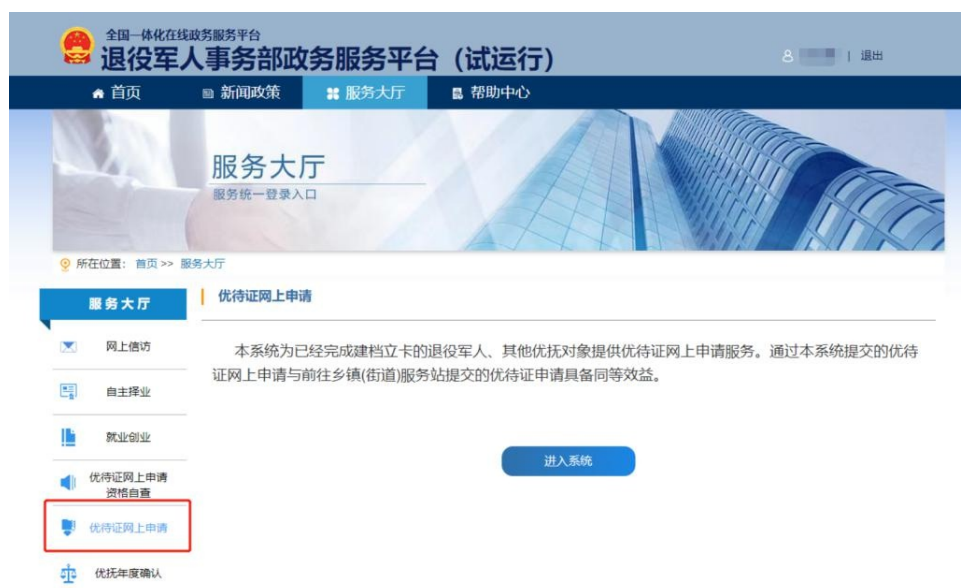 全国一体化在线政务服务平台
退役军人事务部政务服务平台（试运行）
| 退出
首页 新闻政策 服务大厅 帮助中心
服务大厅
服务统一登录入口
所在位置： 首页 >> 服务大厅
服务大厅
网上信访
自主择业
就业创业
优待证网上申请
资格自查
优待证网上申请
优抚年度确认
优待证网上申请
本系统为已经完成建档立卡的退役军人、其他优抚对象提供优待证网上申请服务。通过本系统提交的优待
证网上申请与前往乡镇(街道)服务站提交的优待证申请具备同等效益。
进入系统